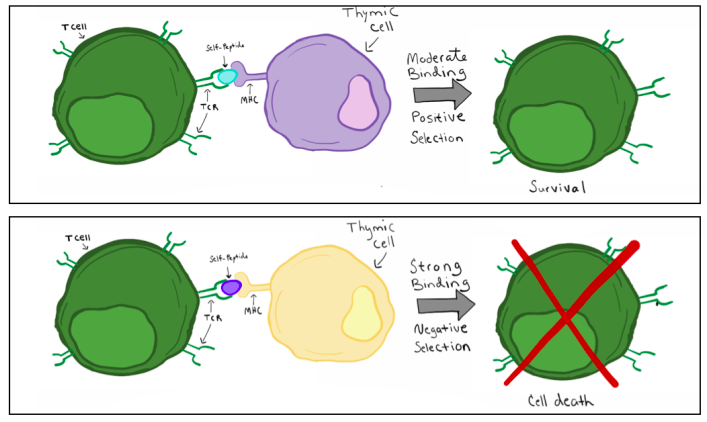 Thymic
cell
T cell
Self-Peptide
TCR
MHC
Moderate
Binding
Positive
Selection
Survival
Thymic
cell
T cell
Self-Peptide
TCR
MHC
Strong
Binding
Negative
Selection
Cell death